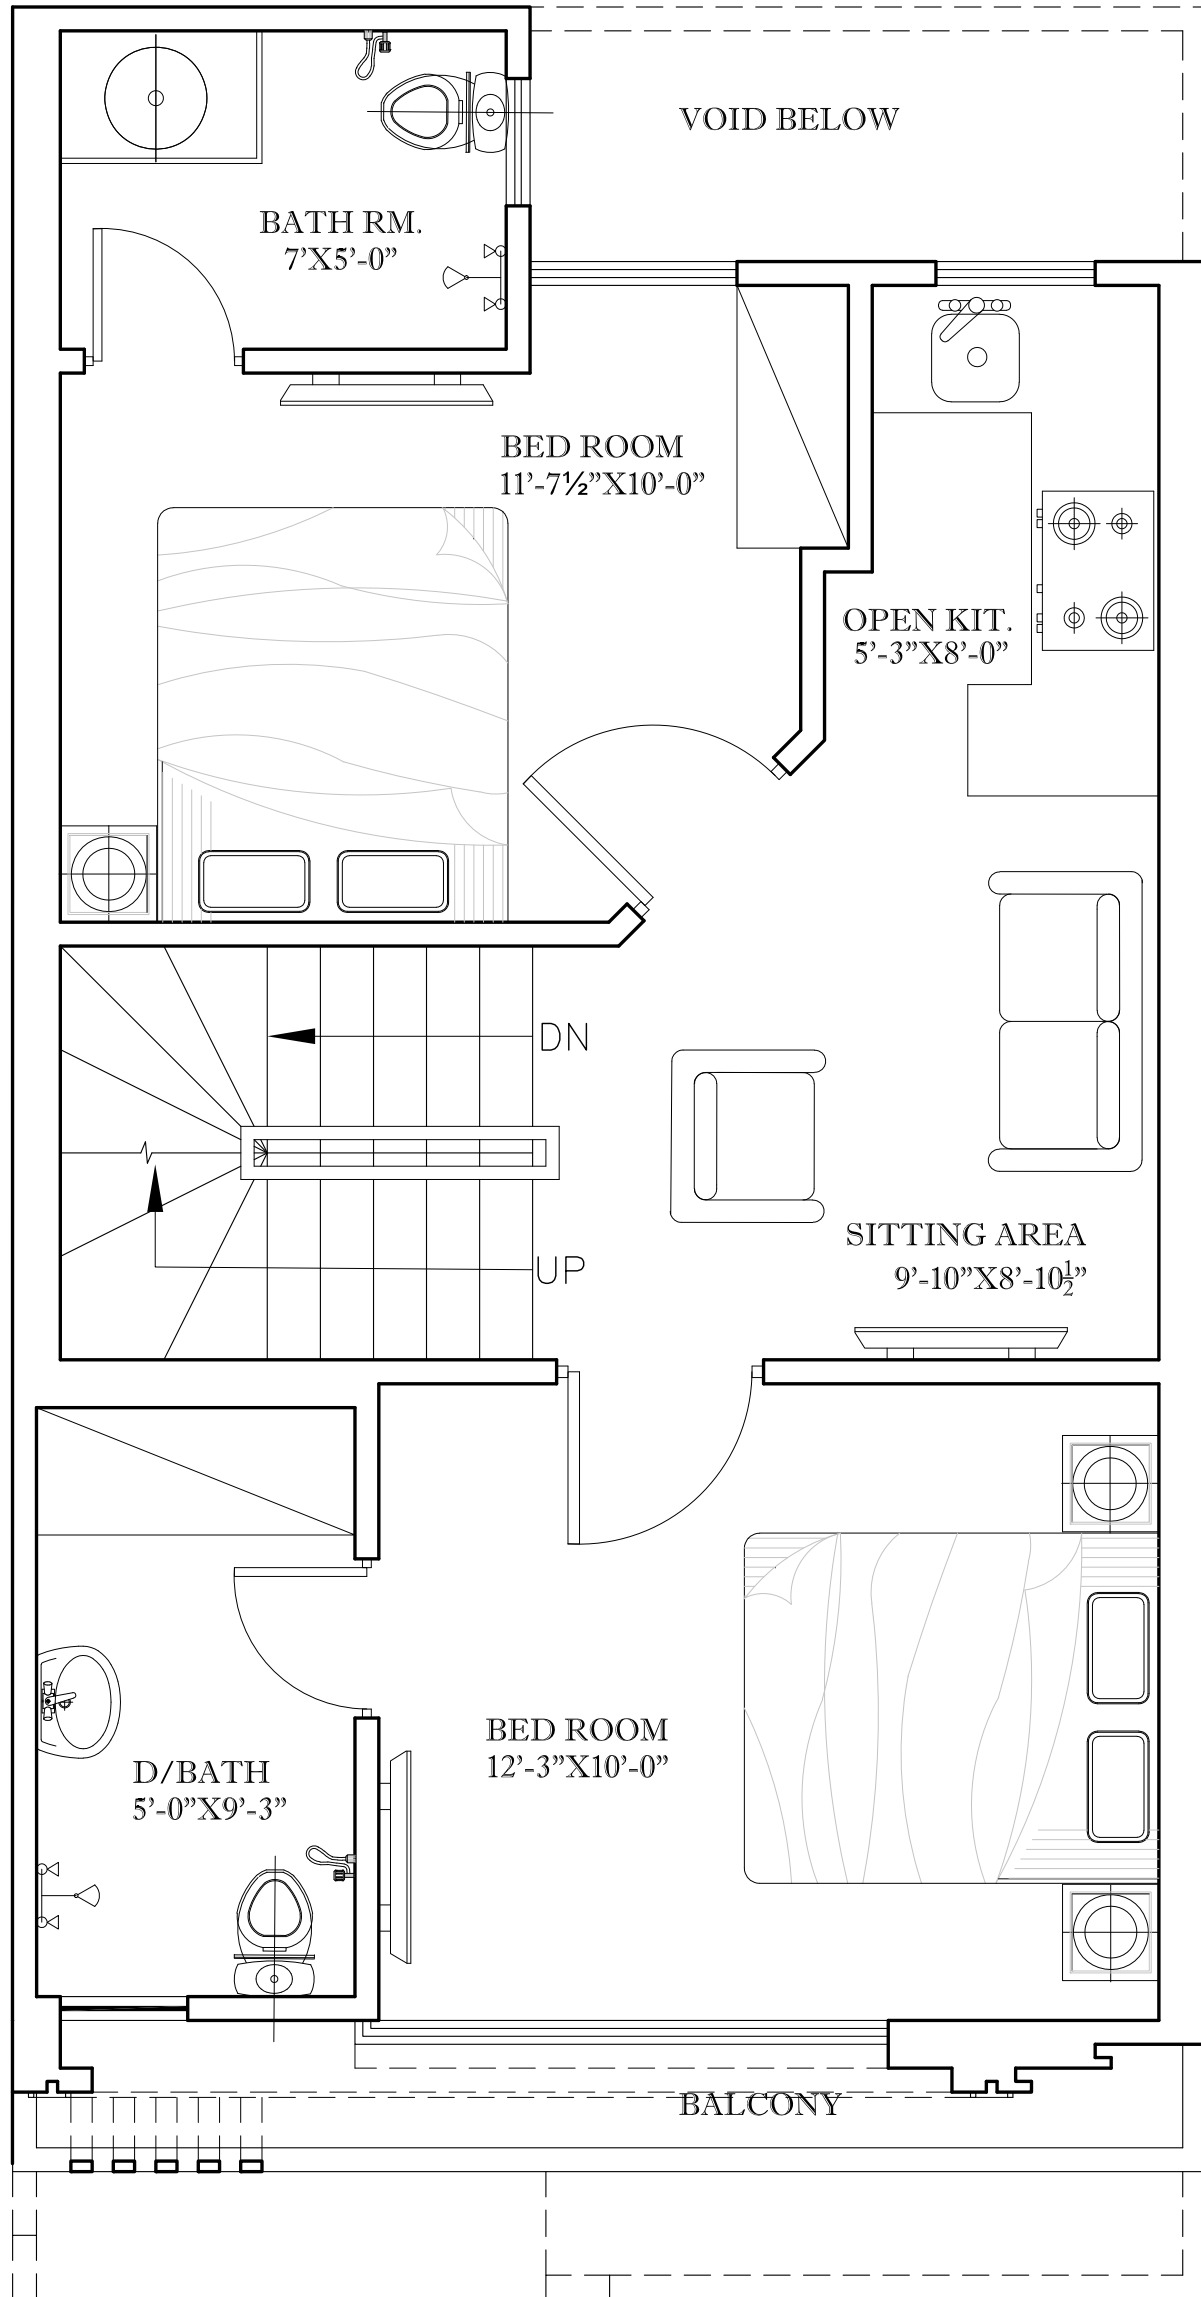 VOID BELOW
BATH RM.
7'X5'-0"
BED ROOM
11'-7½"X10'-0"
OPEN KIT.
5'-3"X8'-0"
DN
UP
SITTING AREA
9'-10"X8'-10½"
BED ROOM
12'-3"X10'-0"
D/BATH
5'-0"X9'-3"
BALCONY